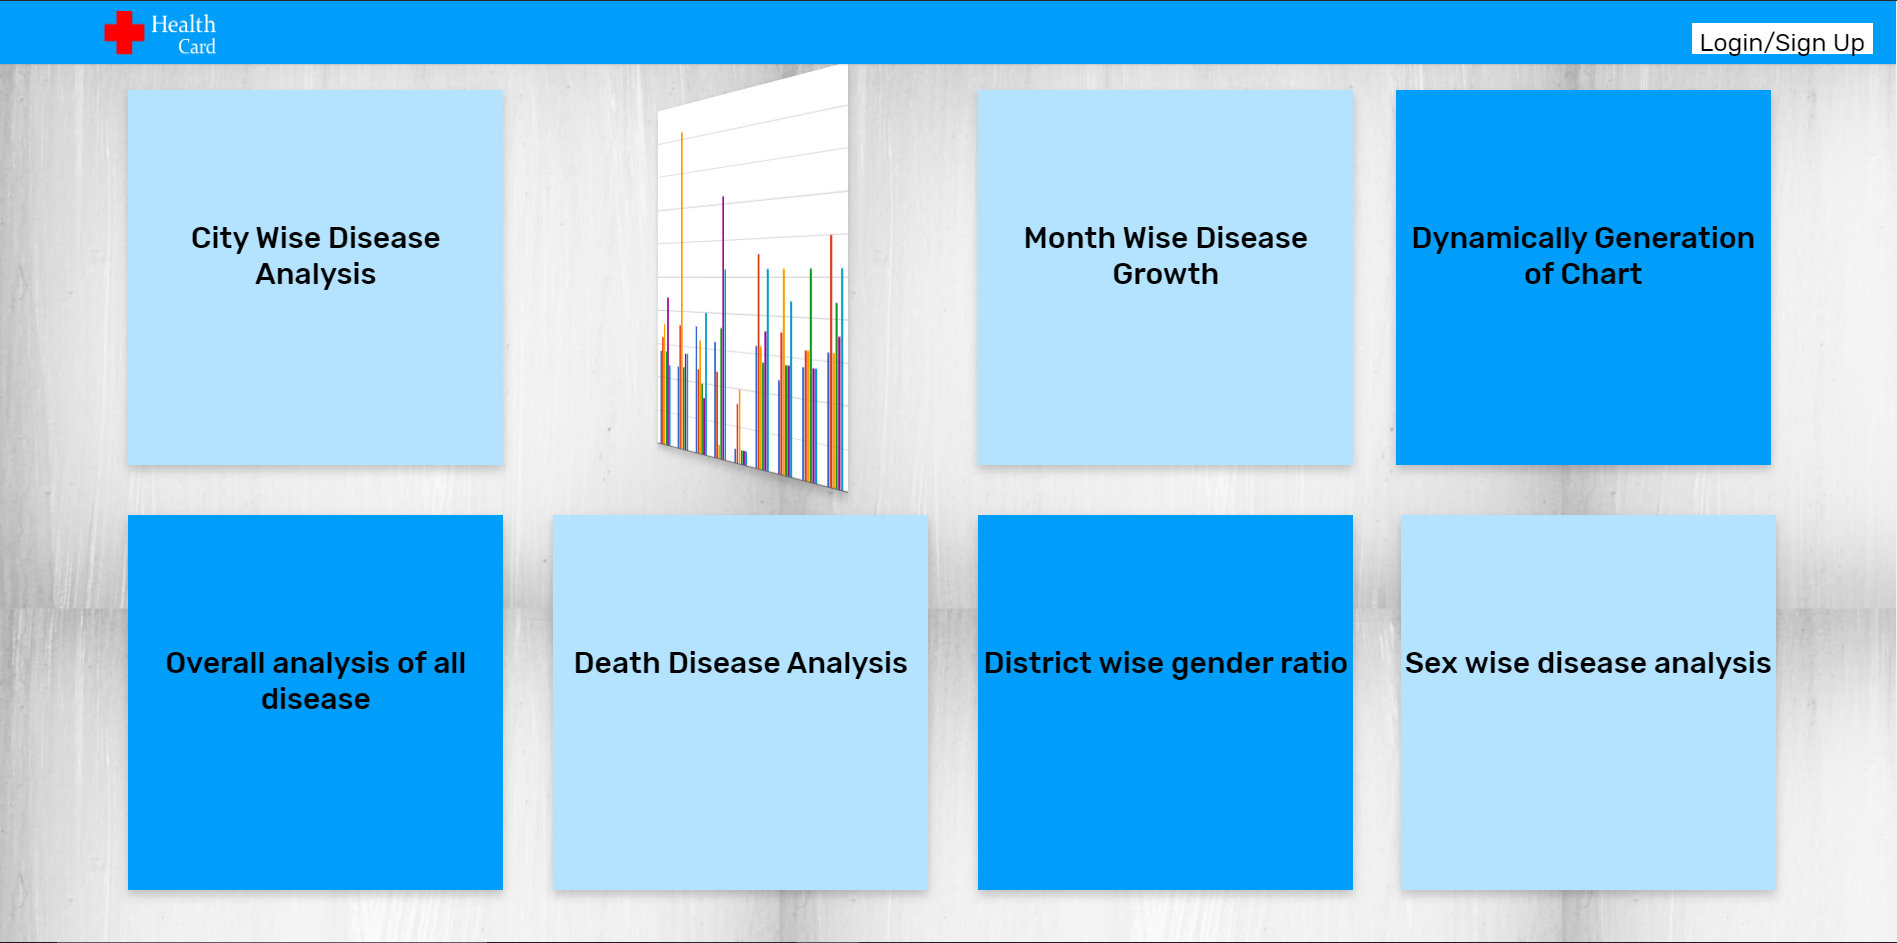 Health
Card
Login/Sign Up
City Wise Disease
Analysis
Month Wise Disease
Growth
Dynamically Generation
of Chart
Overall analysis of all
disease
Death Disease Analysis
District wise gender ratio
Sex wise disease analysis